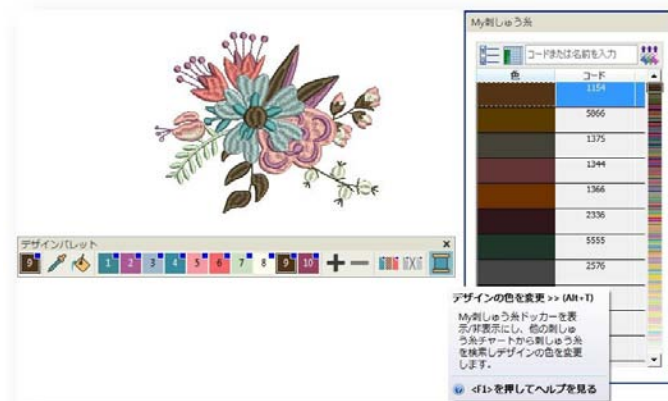 My刺しゅう糸
コードまたは名前を入力
色 コード
1154
5866
1375
1344
1366
2336
5555
2576
デザインパレット
9 1 2 3 4 5 6 7 8 9 10
デザインの色を変更 >> (Alt+T)
My刺しゅう糸ドッカーを表
示/非表示にし、他の刺しゅ
う糸チャートから刺しゅう糸
を検索しデザインの色を変更
します。
<F1>を押してヘルプを見る